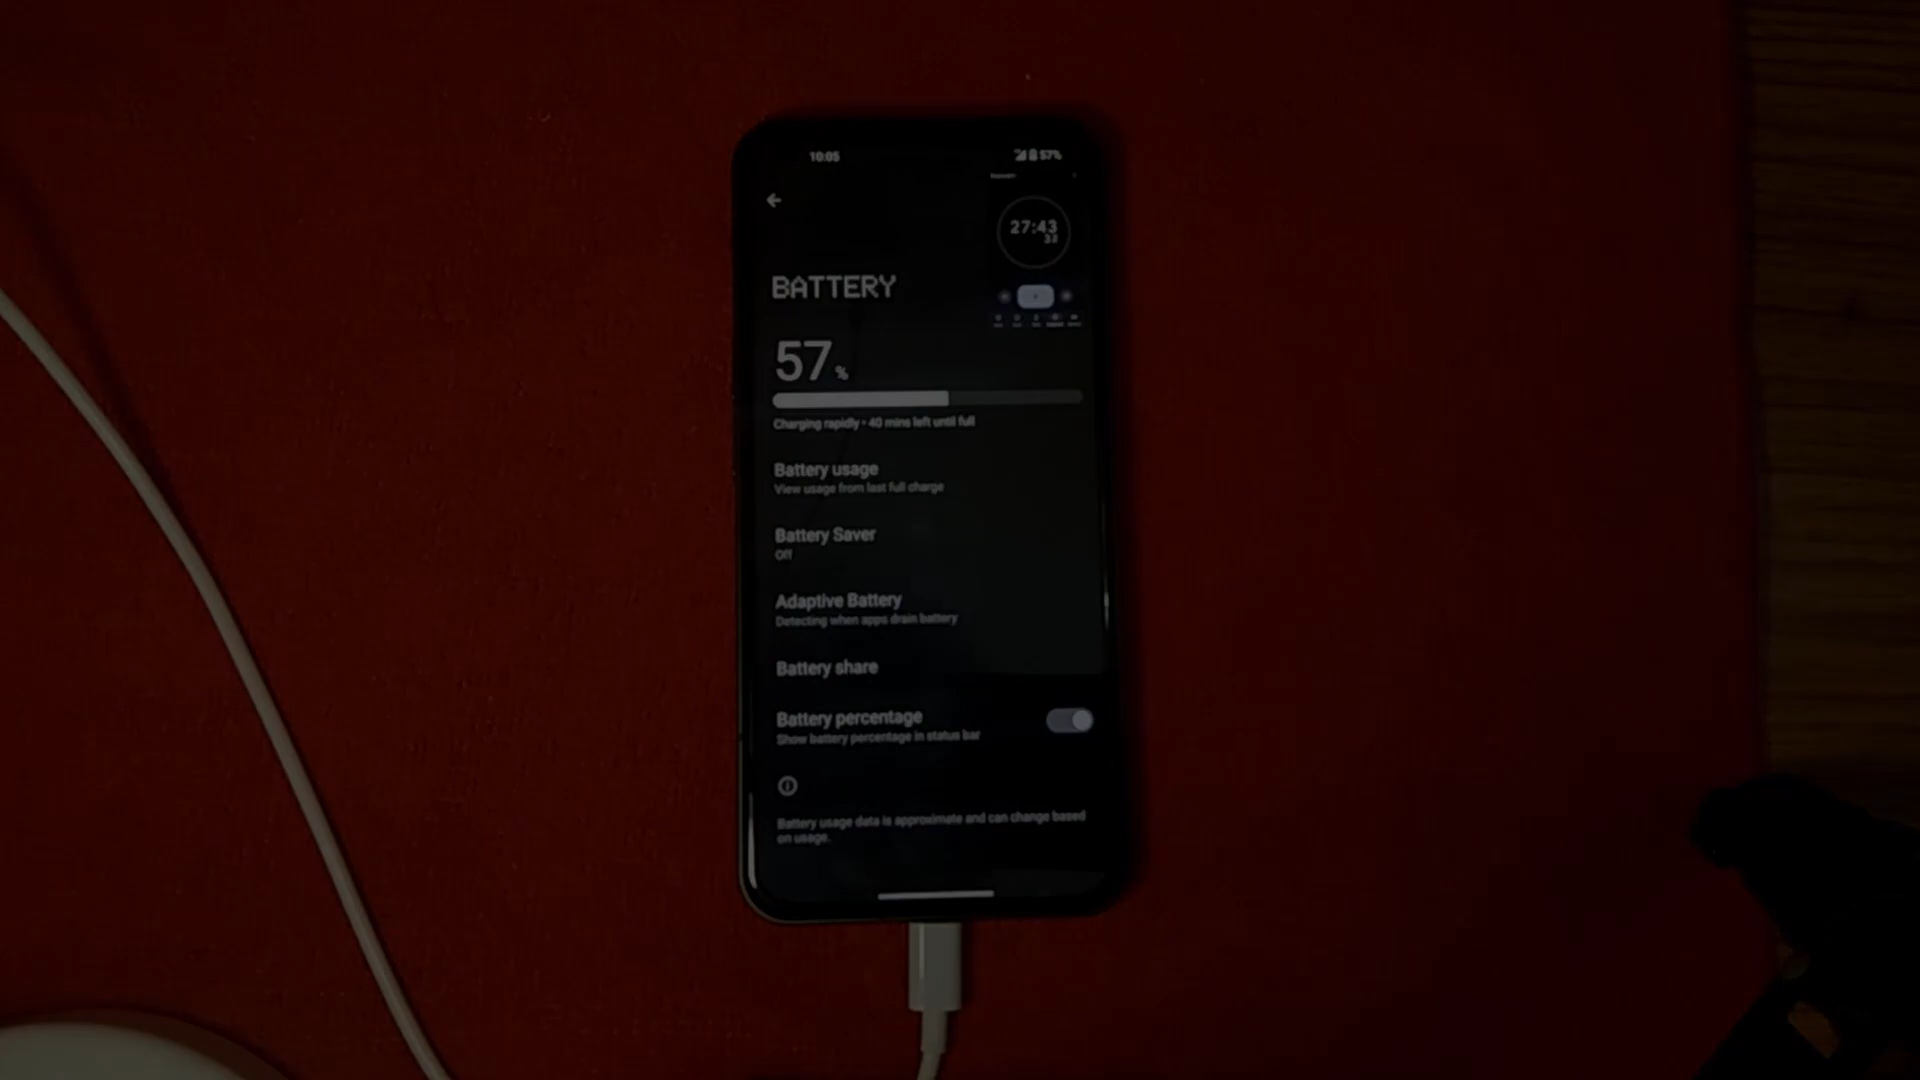 10:05
57%
27:43
33
BATTERY
57%
Charging rapidly • 40 mins left until full
Battery usage
View usage from last full charge
Battery Saver
Off
Adaptive Battery
Detecting when apps drain battery
Battery share
Battery percentage
Show battery percentage in status bar
Battery usage data is approximate and can change based
on usage.